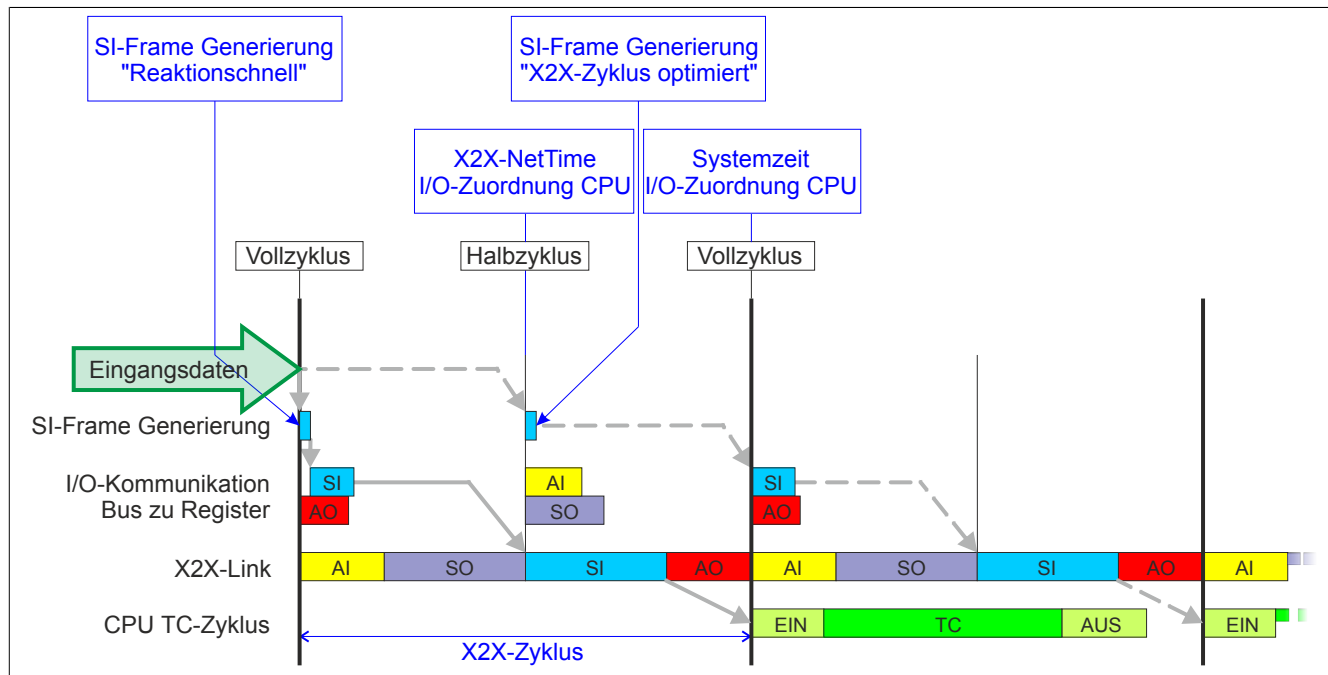 SI-Frame Generierung
"Reaktionschnell"
SI-Frame Generierung
"X2X-Zyklus optimiert"
X2X-NetTime
I/O-Zuordnung CPU
Systemzeit
I/O-Zuordnung CPU
Vollzyklus
Halbzyklus
Vollzyklus
Eingangsdaten
SI-Frame Generierung
I/O-Kommunikation
Bus zu Register
SI
AI
SI
AO
SO
AO
X2X-Link
AI
SO
SI
AO
AI
SO
SI
AO
AI
CPU TC-Zyklus
EIN
TC
AUS
EIN
X2X-Zyklus